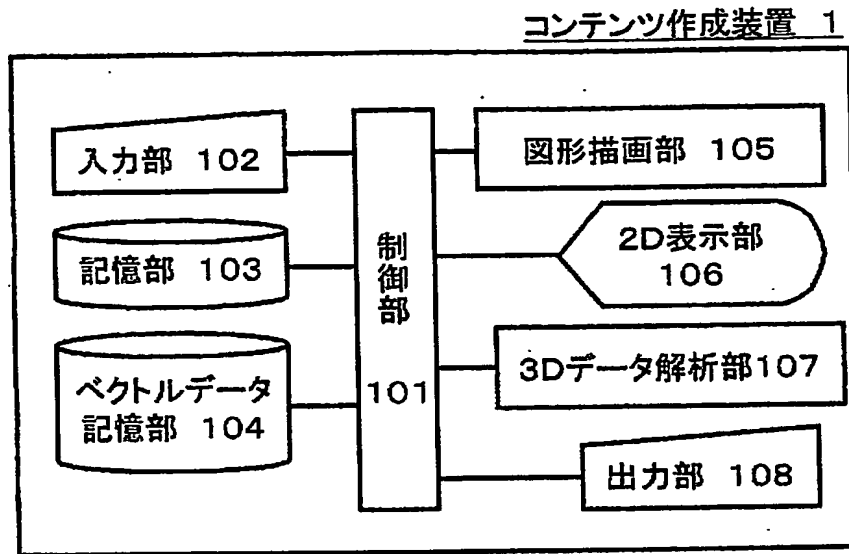 コンテンツ作成装置 1
入力部 102
記憶部 103
ベクトルデータ
記憶部 104
制御部
101
図形描画部 105
2D表示部
106
3Dデータ解析部107
出力部 108